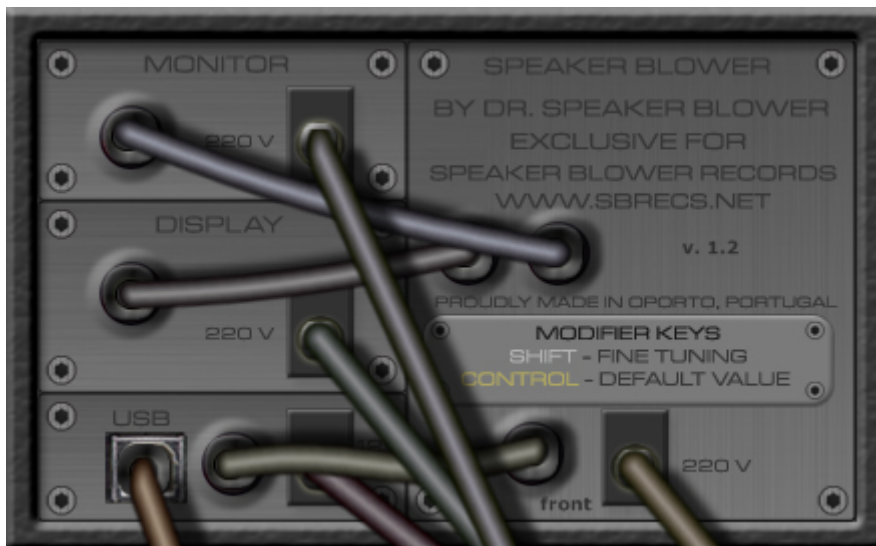 MONITOR
220 V
DISPLAY
220 V
USB
SPEAKER BLOWER
BY DR. SPEAKER BLOWER
EXCLUSIVE FOR
SPEAKER BLOWER RECORDS
WWW.SBRECS.NET
v. 1.2
PROUDLY MADE IN OPORTO, PORTUGAL
MODIFIER KEYS
SHIFT - FINE TUNING
CONTROL - DEFAULT VALUE
220 V
front